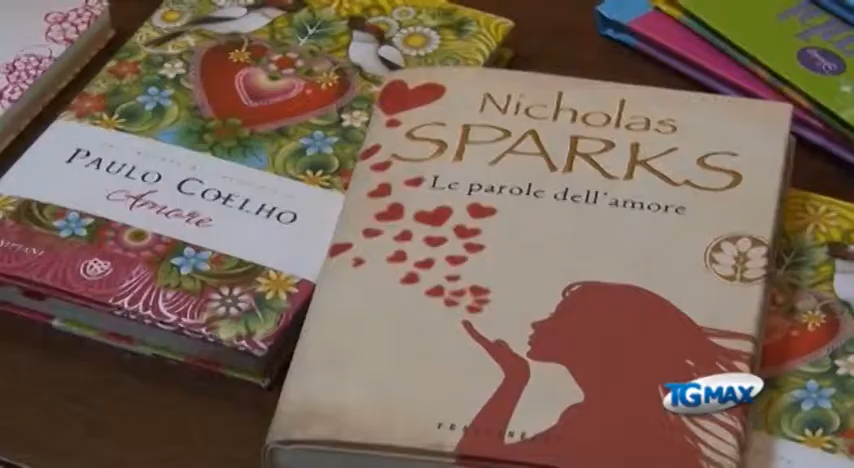 PAULO COELHO
Amore
Nicholas
SPARKS
Le parole dell'amore
TGMAX